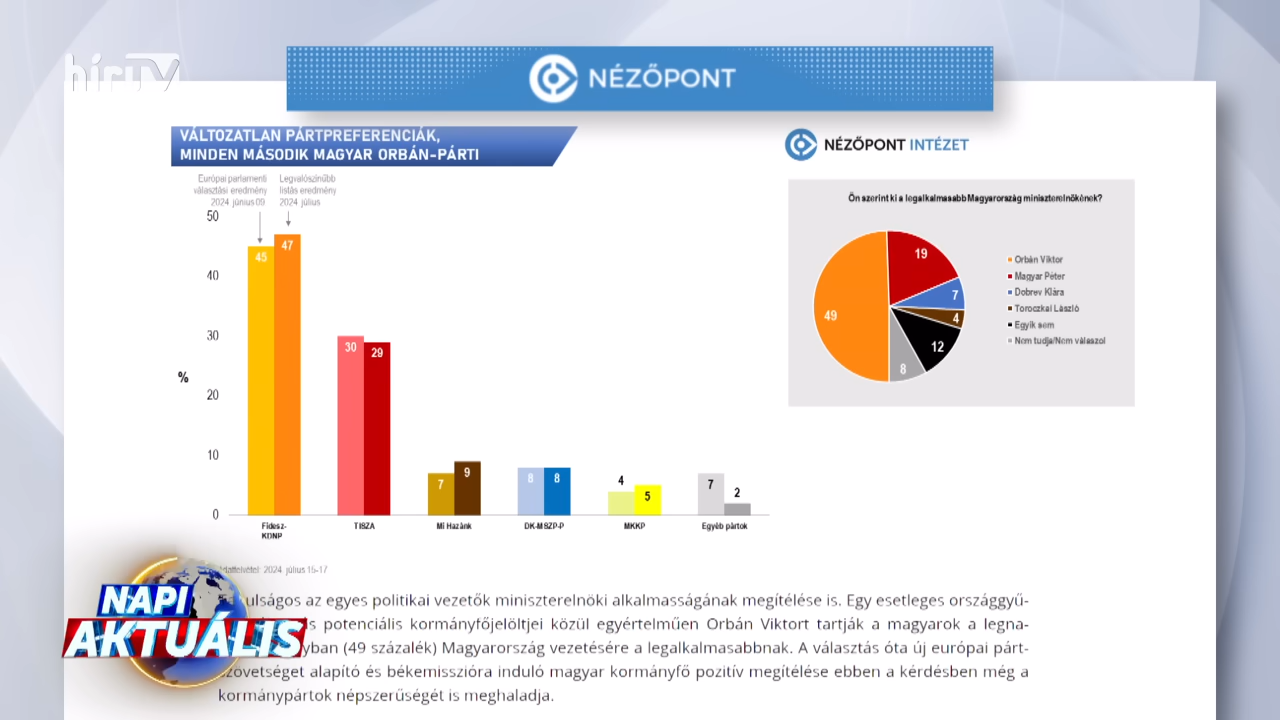 hírTV
NÉZŐPONT
VÁLTOZATLAN PÁRTPREFERENCIÁK,
MINDEN MÁSODIK MAGYAR ORBÁN-PÁRTI
NÉZŐPONT INTÉZET
Európai parlamenti
választási eredmény
2024 június 09
Legvalószínűbb
listás eredmény
2024 július
Ön szerint ki a legalkalmasabb Magyarország miniszterelnökének?
50
40
30
20
10
0
%
45
47
30
29
7
9
8
8
4
5
7
2
Fidesz-
KDNP
TISZA
Mi Hazánk
DK-MSZP-P
MKKP
Egyéb pártok
49
19
7
4
12
8
Orbán Viktor
Magyar Péter
Dobrev Klára
Toroczkai László
Egyik sem
Nem tudja/Nem válaszol
2024 július 15-17
ulságos az egyes politikai vezetők miniszterelnöki alkalmasságának megítélése is. Egy esetleges országgyű-
potenciális kormányfőjelöltjei közül egyértelműen Orbán Viktort tartják a magyarok a legna-
yban (49 százalék) Magyarország vezetésére a legalkalmasabbnak. A választás óta új európai párt-
szövetséget alapító és békemisszióra induló magyar kormányfő pozitív megítélése ebben a kérdésben még a
kormánypártok népszerűségét is meghaladja.
NAPI
AKTUÁLIS